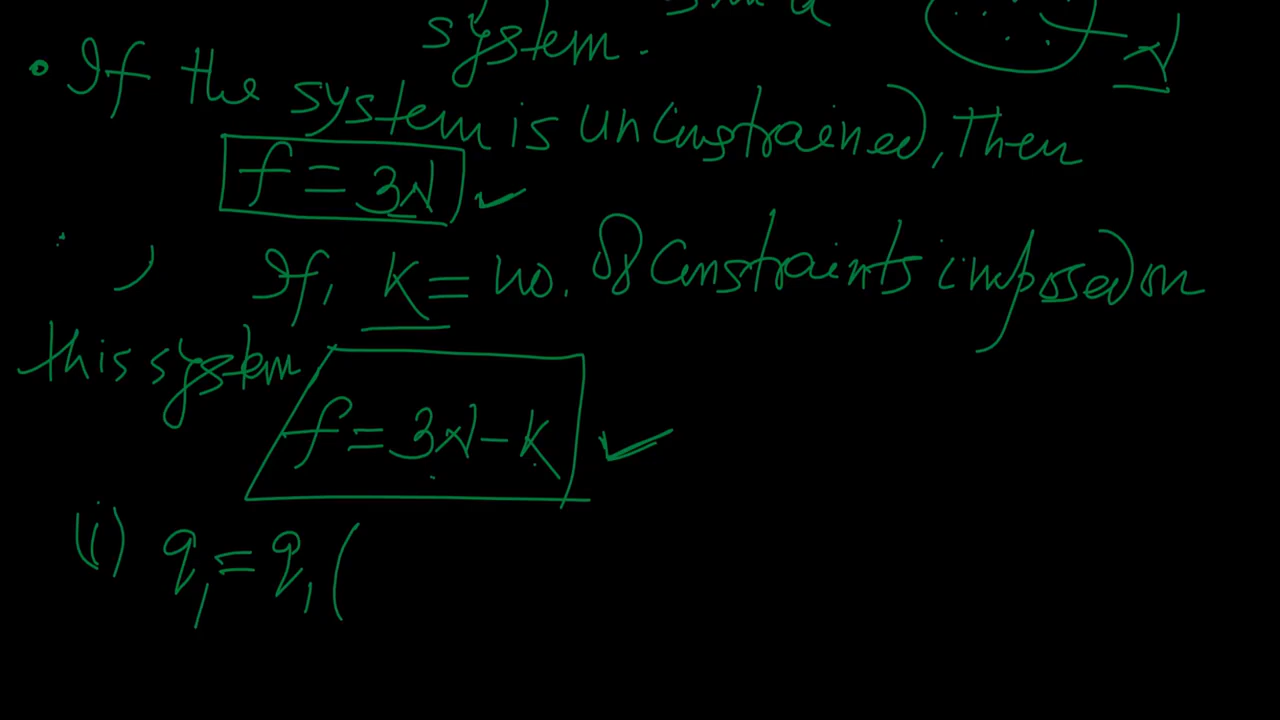 system.
N
• If the system is unconstrained, then
f = 3N ✓
∴, If, K = no. of constraints imposed on
this system
f = 3N - K ✓
(i) q₁ = q₁ (